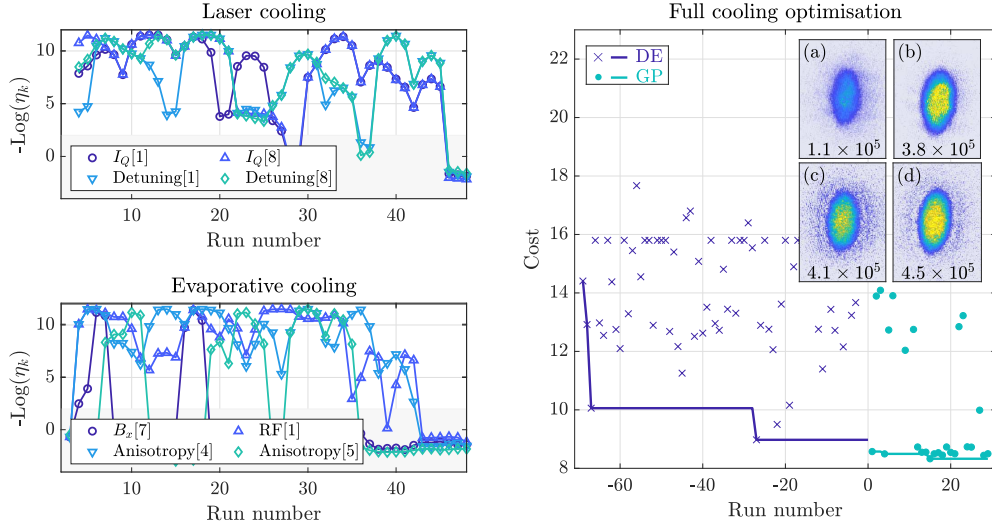 Laser cooling
10
5
0
-Log(η_k)
I_Q[1]
I_Q[8]
Detuning[1]
Detuning[8]
10
20
30
40
Run number
Evaporative cooling
10
5
0
-Log(η_k)
B_x[7]
RF[1]
Anisotropy[4]
Anisotropy[5]
10
20
30
40
Run number
Full cooling optimisation
22
20
18
16
14
12
10
8
Cost
DE
GP
(a)
(b)
1.1 × 10^5
3.8 × 10^5
(c)
(d)
4.1 × 10^5
4.5 × 10^5
-60
-40
-20
0
20
Run number